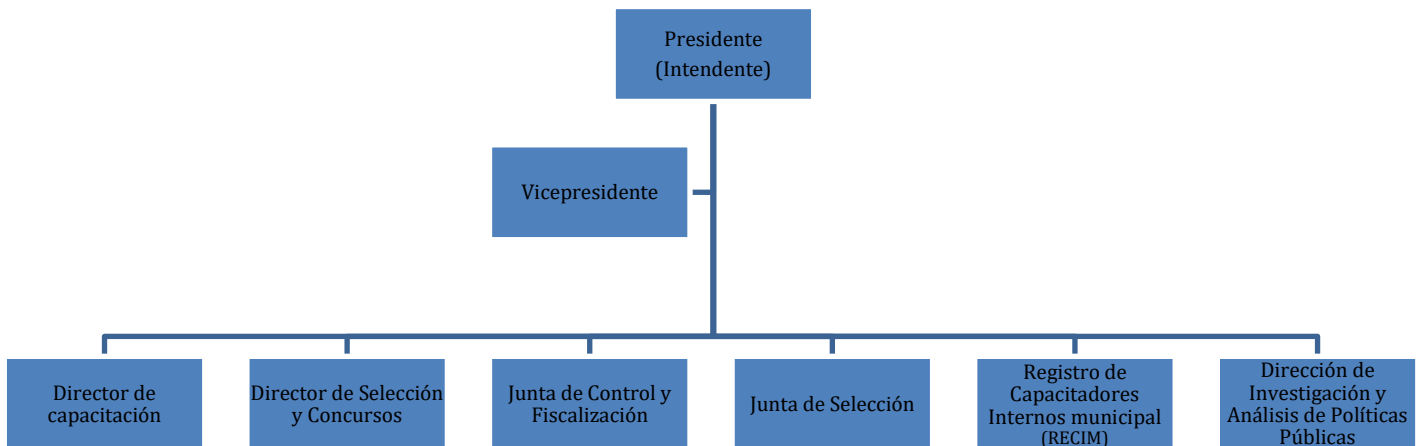 Presidente
(Intendente)
Vicepresidente
Director de
capacitación
Director de Selección
y Concursos
Junta de Control y
Fiscalización
Junta de Selección
Registro de
Capacitadores
Internos municipal
(RECIM)
Dirección de
Investigación y
Análisis de Políticas
Públicas